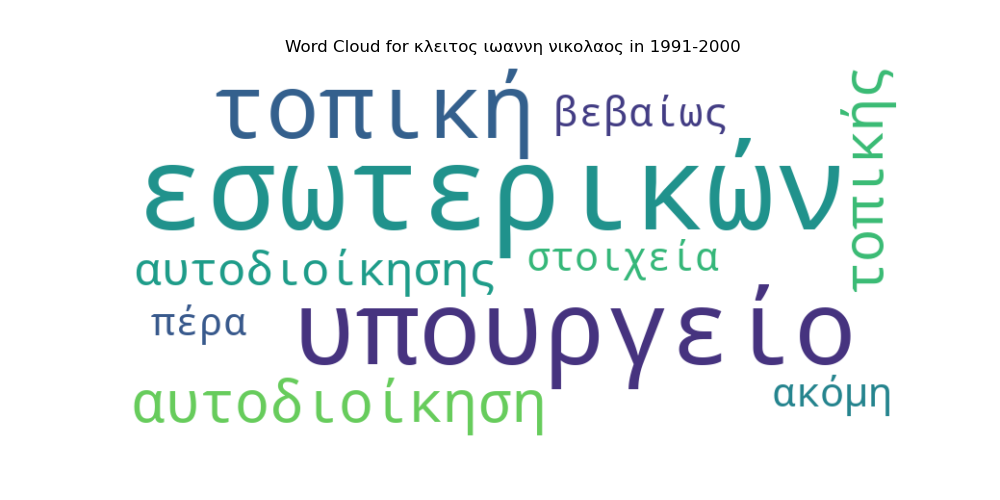 Word Cloud for κλειτος ιωαννη νικολαος in 1991-2000
τοπική
βεβαίως
τοπικής
εσωτερικών
αυτοδιοίκησης
στοιχεία
πέρα
υπουργείο
αυτοδιοίκηση
ακόμη